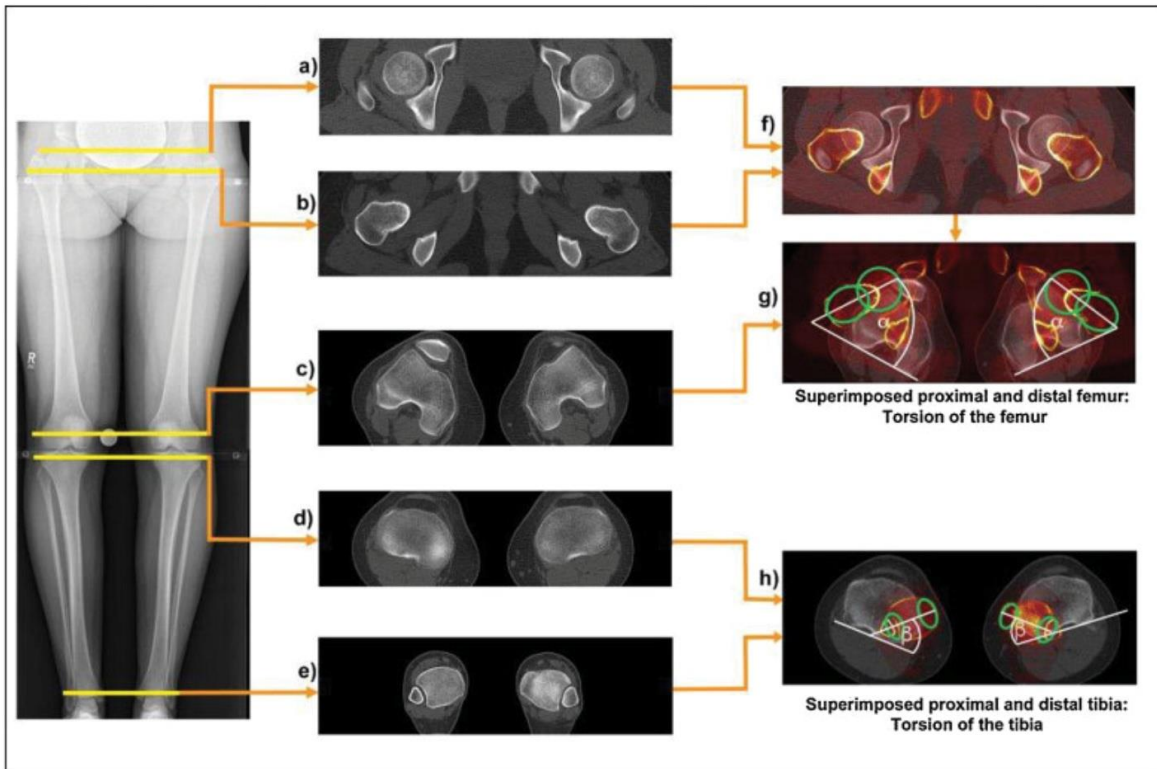 a)
b)
c)
d)
e)
f)
g)
α
α
Superimposed proximal and distal femur:
Torsion of the femur
h)
β
β
Superimposed proximal and distal tibia:
Torsion of the tibia
R